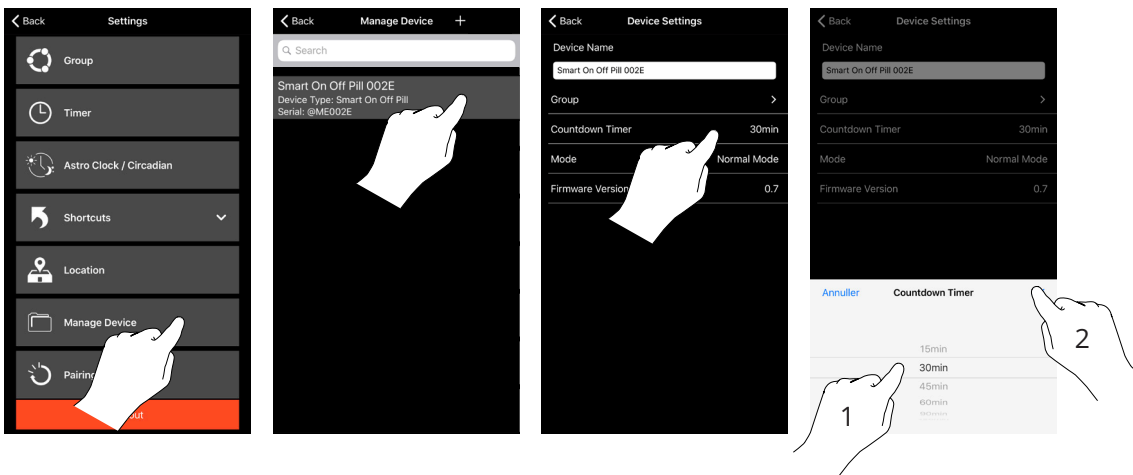 Back Settings
Group
Timer
Astro Clock / Circadian
Shortcuts
Location
Manage Device
Back Manage Device +
Search
Smart On Off Pill 002E
Device Type: Smart On Off Pill
Serial: @ME002E
Back Device Settings
Device Name
Smart On Off Pill 002E
Group
Countdown Timer 30min
Mode Normal Mode
Firmware Version 0.7
Back Device Settings
Device Name
Smart On Off Pill 002E
Group
Countdown Timer 30min
Mode Normal Mode
Firmware Version 0.7
Annuller Countdown Timer
15min
30min
45min
60min
1
2